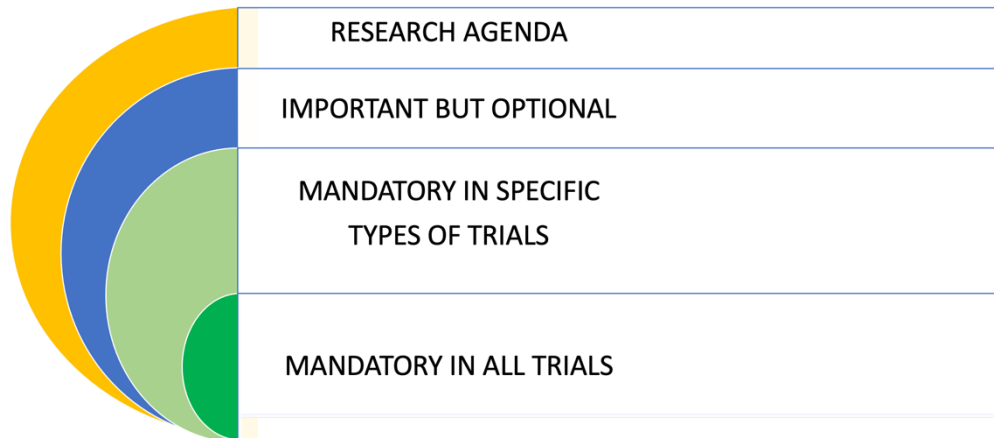 RESEARCH AGENDA
IMPORTANT BUT OPTIONAL
MANDATORY IN SPECIFIC
TYPES OF TRIALS
MANDATORY IN ALL TRIALS